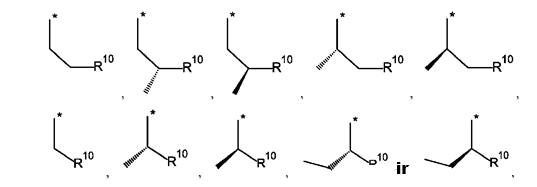 * * * * *
R10 , R10 , R10 , R10 , R10 ,
* * * * *
R10 , R10 , R10 , R10 ir R10 ,